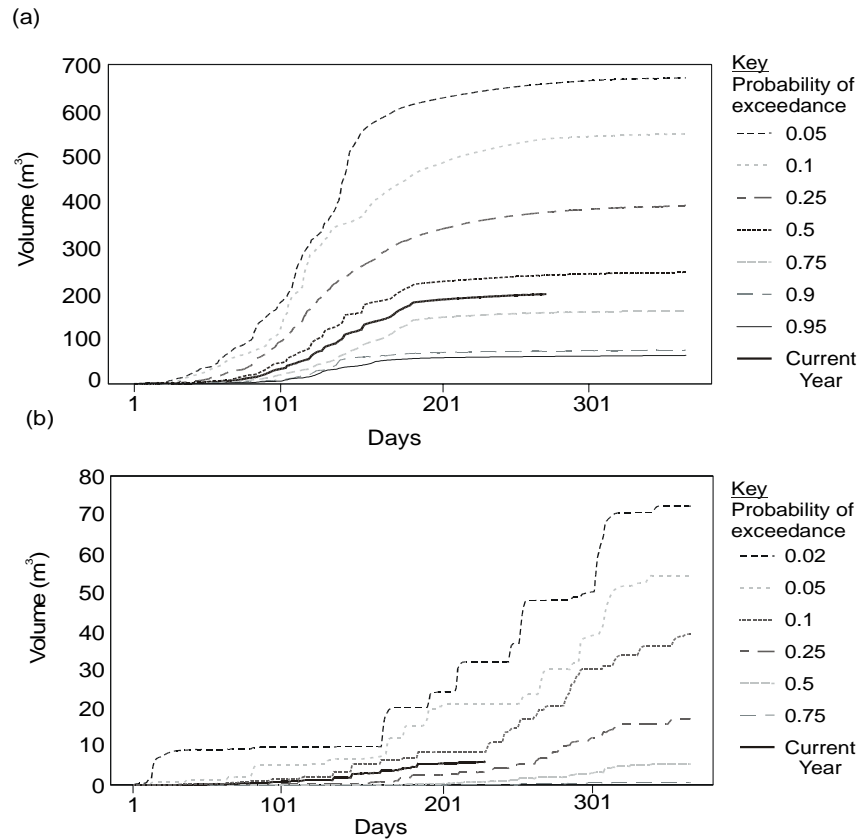 (a)
700
600
500
400
300
200
100
0
Volume (m³)
1 101 201 301
Days
Key
Probability of
exceedance
0.05
0.1
0.25
0.5
0.75
0.9
0.95
Current
Year
(b)
80
70
60
50
40
30
20
10
0
Volume (m³)
1 101 201 301
Days
Key
Probability of
exceedance
0.02
0.05
0.1
0.25
0.5
0.75
Current
Year